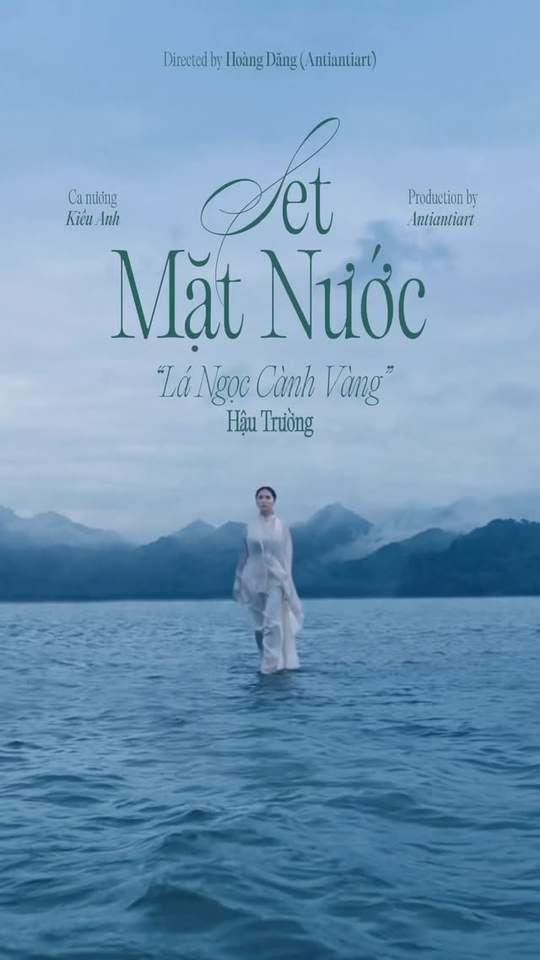 Directed by Hoàng Dăng (Antiantiart)
Set
Ca nương
Kiều Anh
Production by
Antiantiart
Mặt Nước
“Lá Ngọc Cành Vàng”
Hậu Trường